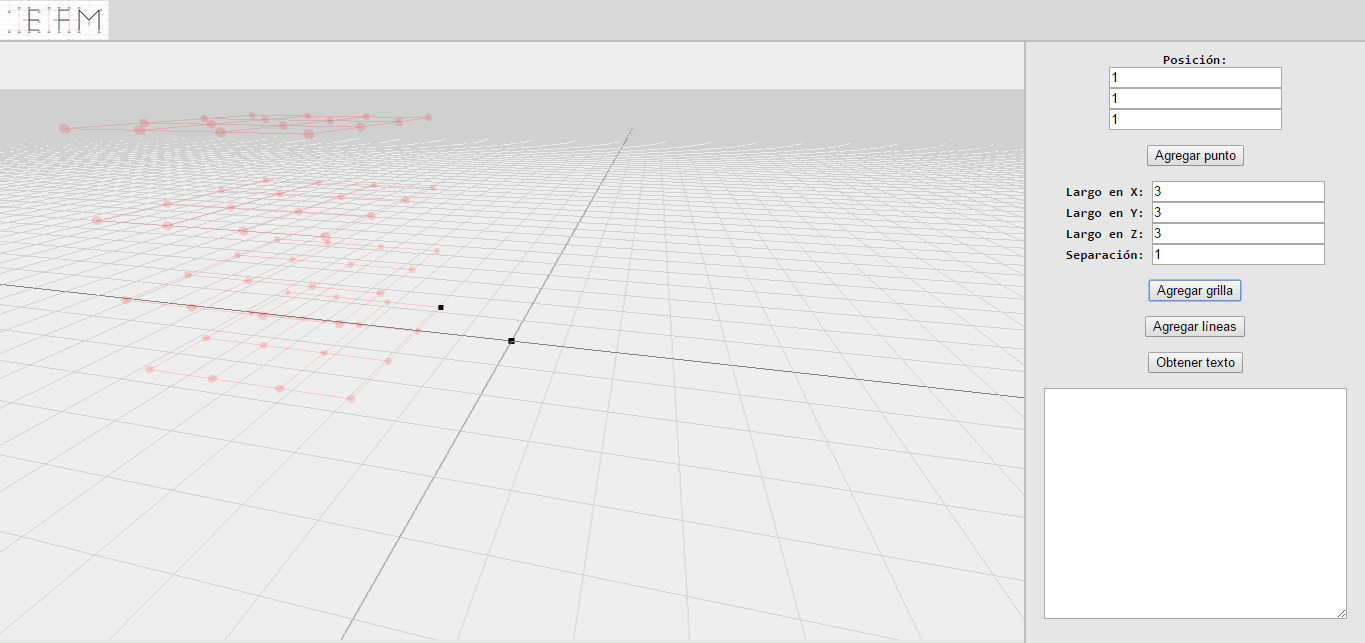 EFM
Posición:
1
1
1
Agregar punto
Largo en X: 3
Largo en Y: 3
Largo en Z: 3
Separación: 1
Agregar grilla
Agregar líneas
Obtener texto